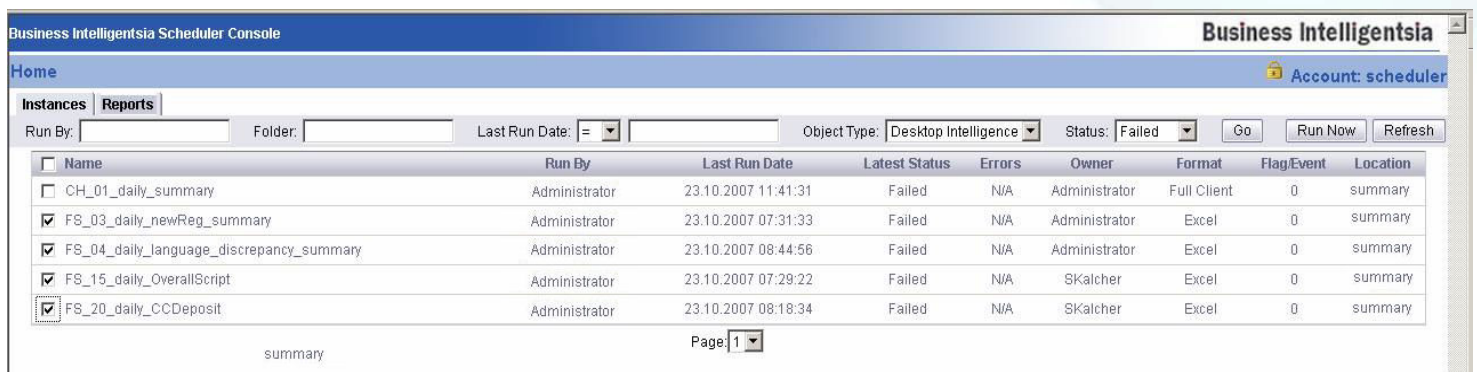 Business Intelligentsia Scheduler Console Business Intelligentsia
Home Account: scheduler
Instances Reports
Run By: Folder: Last Run Date: = Object Type: Desktop Intelligence Status: Failed Go Run Now Refresh
Name Run By Last Run Date Latest Status Errors Owner Format Flag/Event Location
CH_01_daily_summary Administrator 23.10.2007 11:41:31 Failed N/A Administrator Full Client 0 summary
FS_03_daily_newReg_summary Administrator 23.10.2007 07:31:33 Failed N/A Administrator Excel 0 summary
FS_04_daily_language_discrepancy_summary Administrator 23.10.2007 08:44:56 Failed N/A Administrator Excel 0 summary
FS_15_daily_OverallScript Administrator 23.10.2007 07:29:22 Failed N/A SKalcher Excel 0 summary
FS_20_daily_CCDeposit Administrator 23.10.2007 08:18:34 Failed N/A SKalcher Excel 0 summary
Page: 1
summary